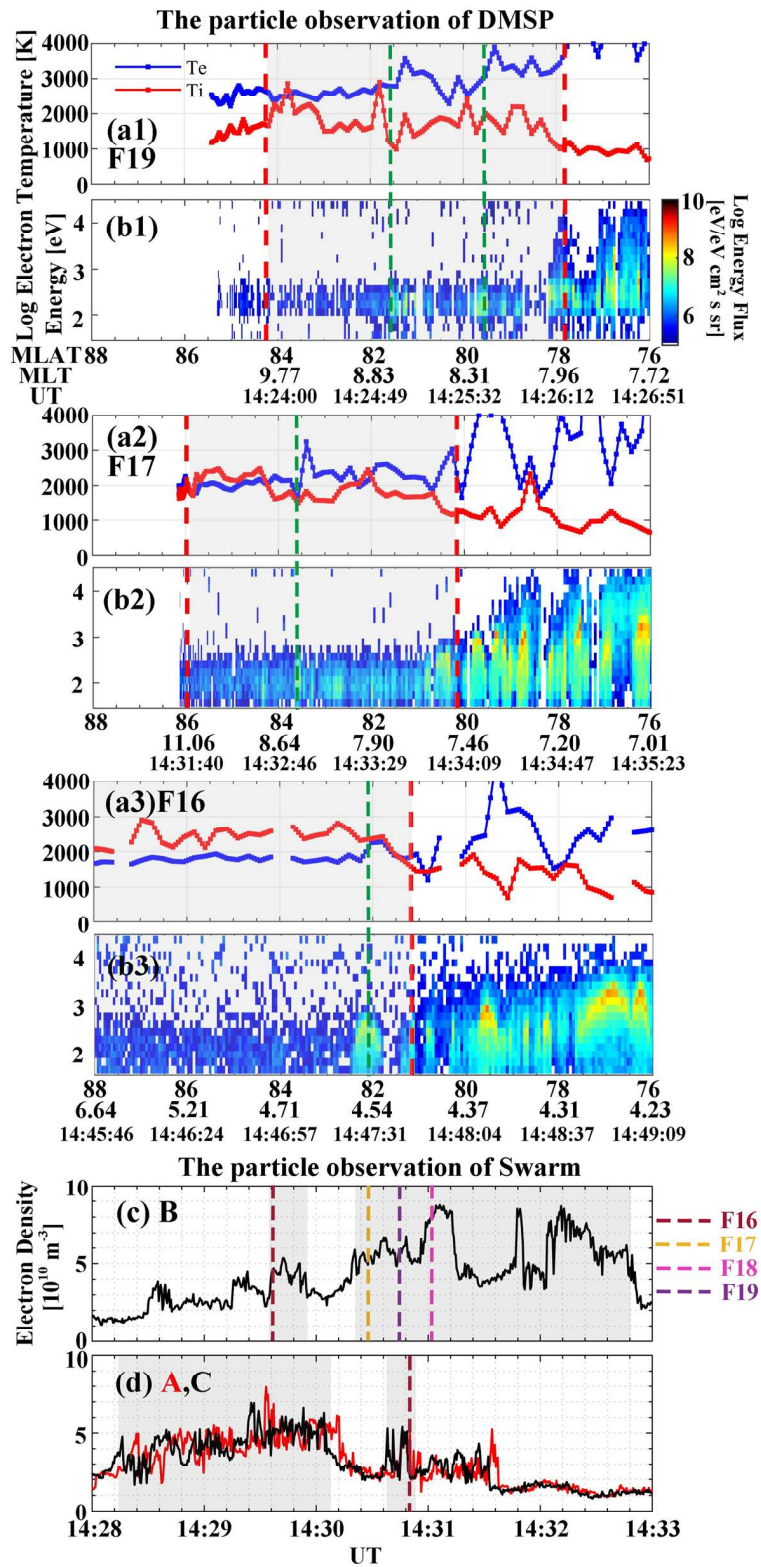 The particle observation of DMSP
Log Electron Temperature [K]
Energy [eV]
4000
3000
2000
1000
0
Te
Ti
(a1)
F19
4
3
2
(b1)
10
8
6
Log Energy Flux
[eV/eV cm² s sr]
MLAT 88 86 84 82 80 78 76
MLT 9.77 8.83 8.31 7.96 7.72
UT 14:24:00 14:24:49 14:25:32 14:26:12 14:26:51
4000
3000
2000
1000
0
(a2)
F17
4
3
2
(b2)
88 86 84 82 80 78 76
11.06 8.64 7.90 7.46 7.20 7.01
14:31:40 14:32:46 14:33:29 14:34:09 14:34:47 14:35:23
4000
3000
2000
1000
0
(a3)F16
4
3
2
(b3)
88 86 84 82 80 78 76
6.64 5.21 4.71 4.54 4.37 4.31 4.23
14:45:46 14:46:24 14:46:57 14:47:31 14:48:04 14:48:37 14:49:09
The particle observation of Swarm
Electron Density
[10¹⁰ m⁻³]
10
5
0
(c) B
F16
F17
F18
F19
10
5
0
(d) A,C
14:28 14:29 14:30 14:31 14:32 14:33
UT